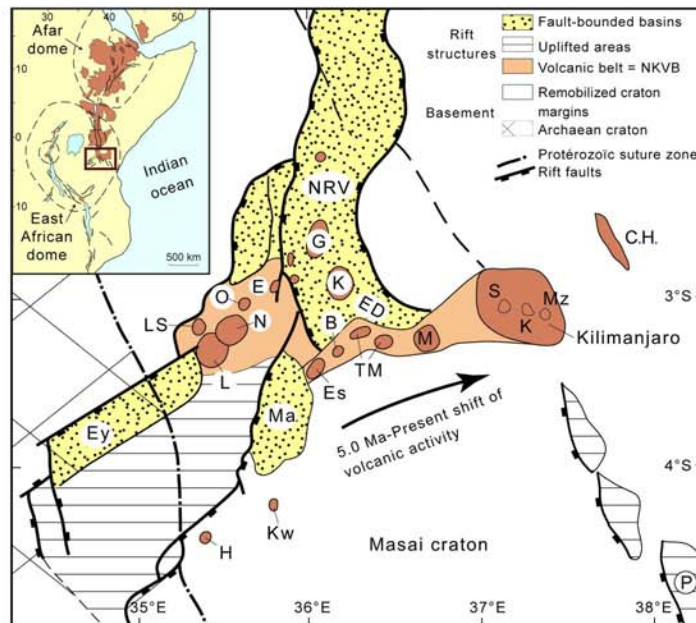 30 40 50
Afar
dome
10
0
10
Indian
ocean
East
African
dome
500 km
Rift
structures
Fault-bounded basins
Uplifted areas
Volcanic belt = NKVB
Basement
Remobilized craton
margins
Archaean craton
Protérozoïc suture zone
Rift faults
NRV
G
C.H.
E
K
ED
S
Mz
3°S
O
B
K
LS
N
M
Kilimanjaro
L
Es
TM
Ma
5.0 Ma-Present shift of
volcanic activity
Ey
4°S
Kw
H
Masai craton
P
35°E
36°E
37°E
38°E